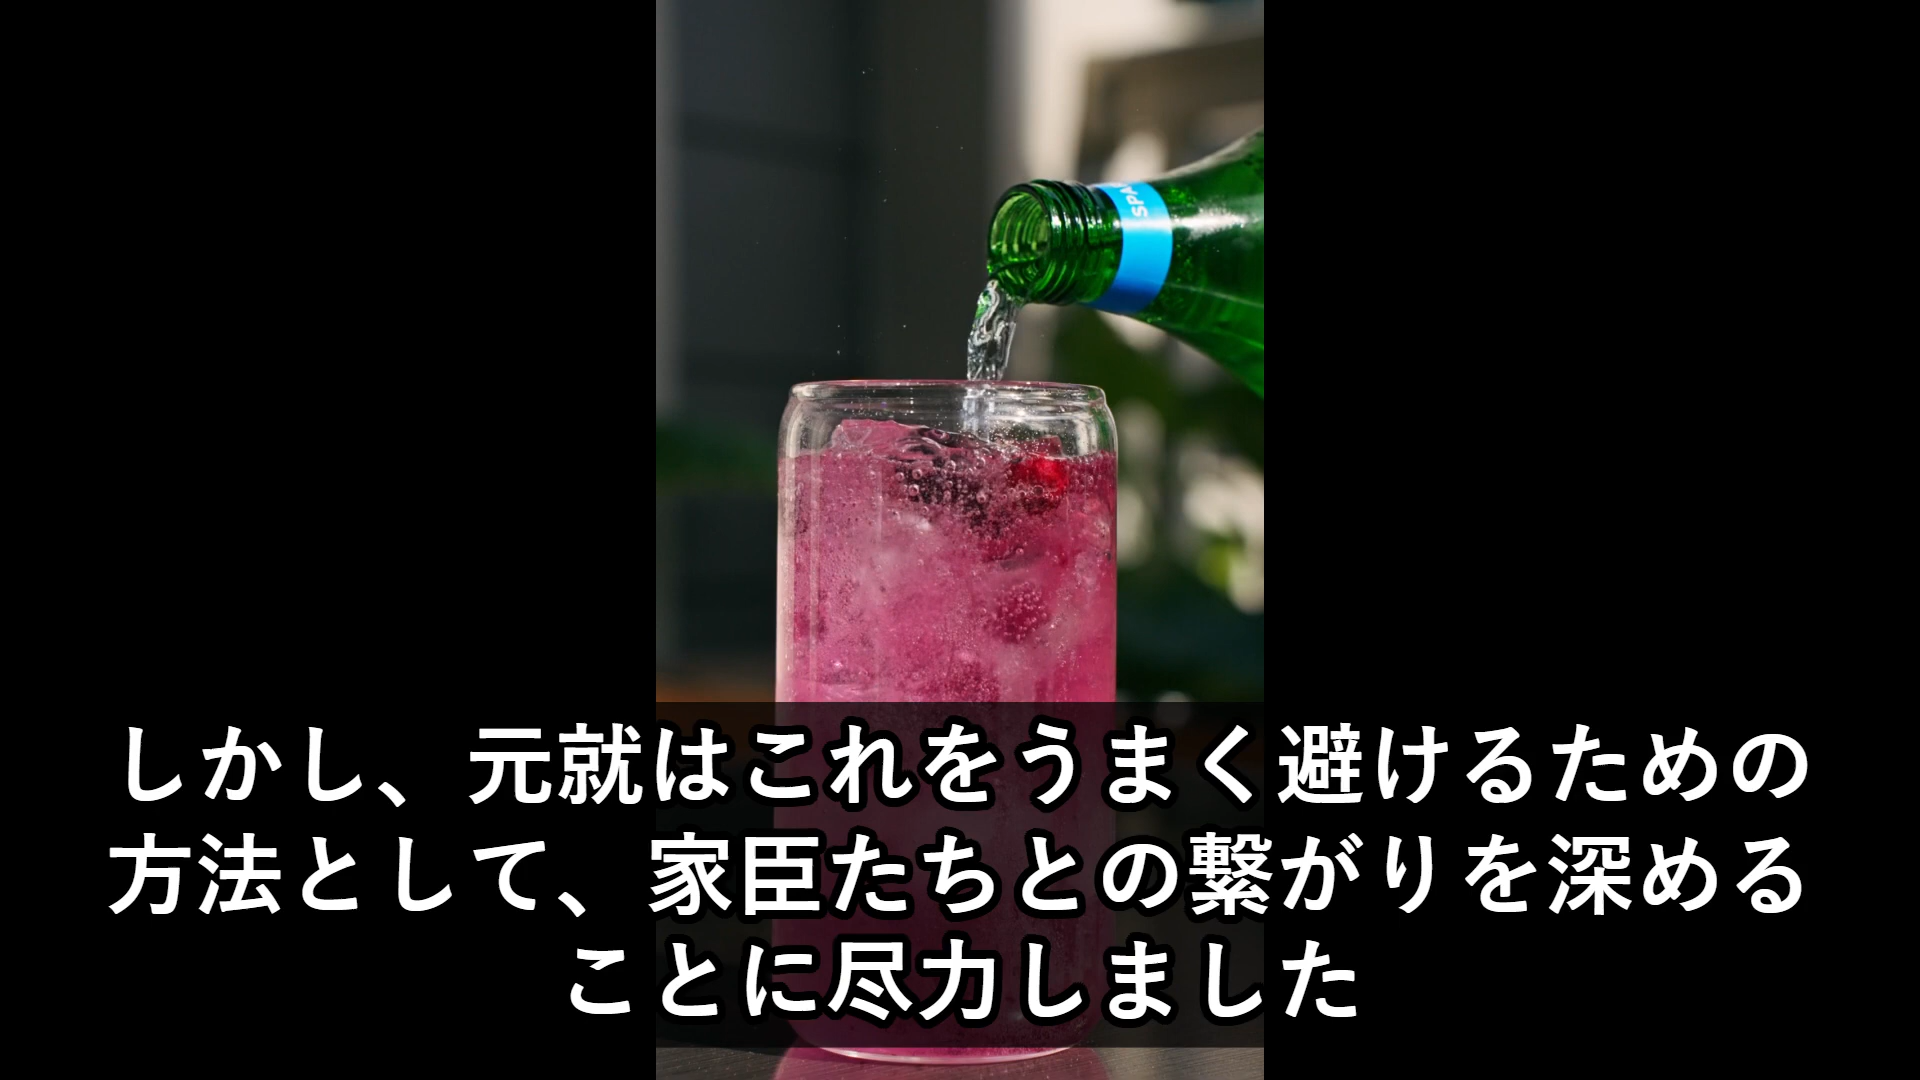 SPA
しかし、元就はこれをうまく避けるための
方法として、家臣たちとの繋がりを深める
ことに尽力しました